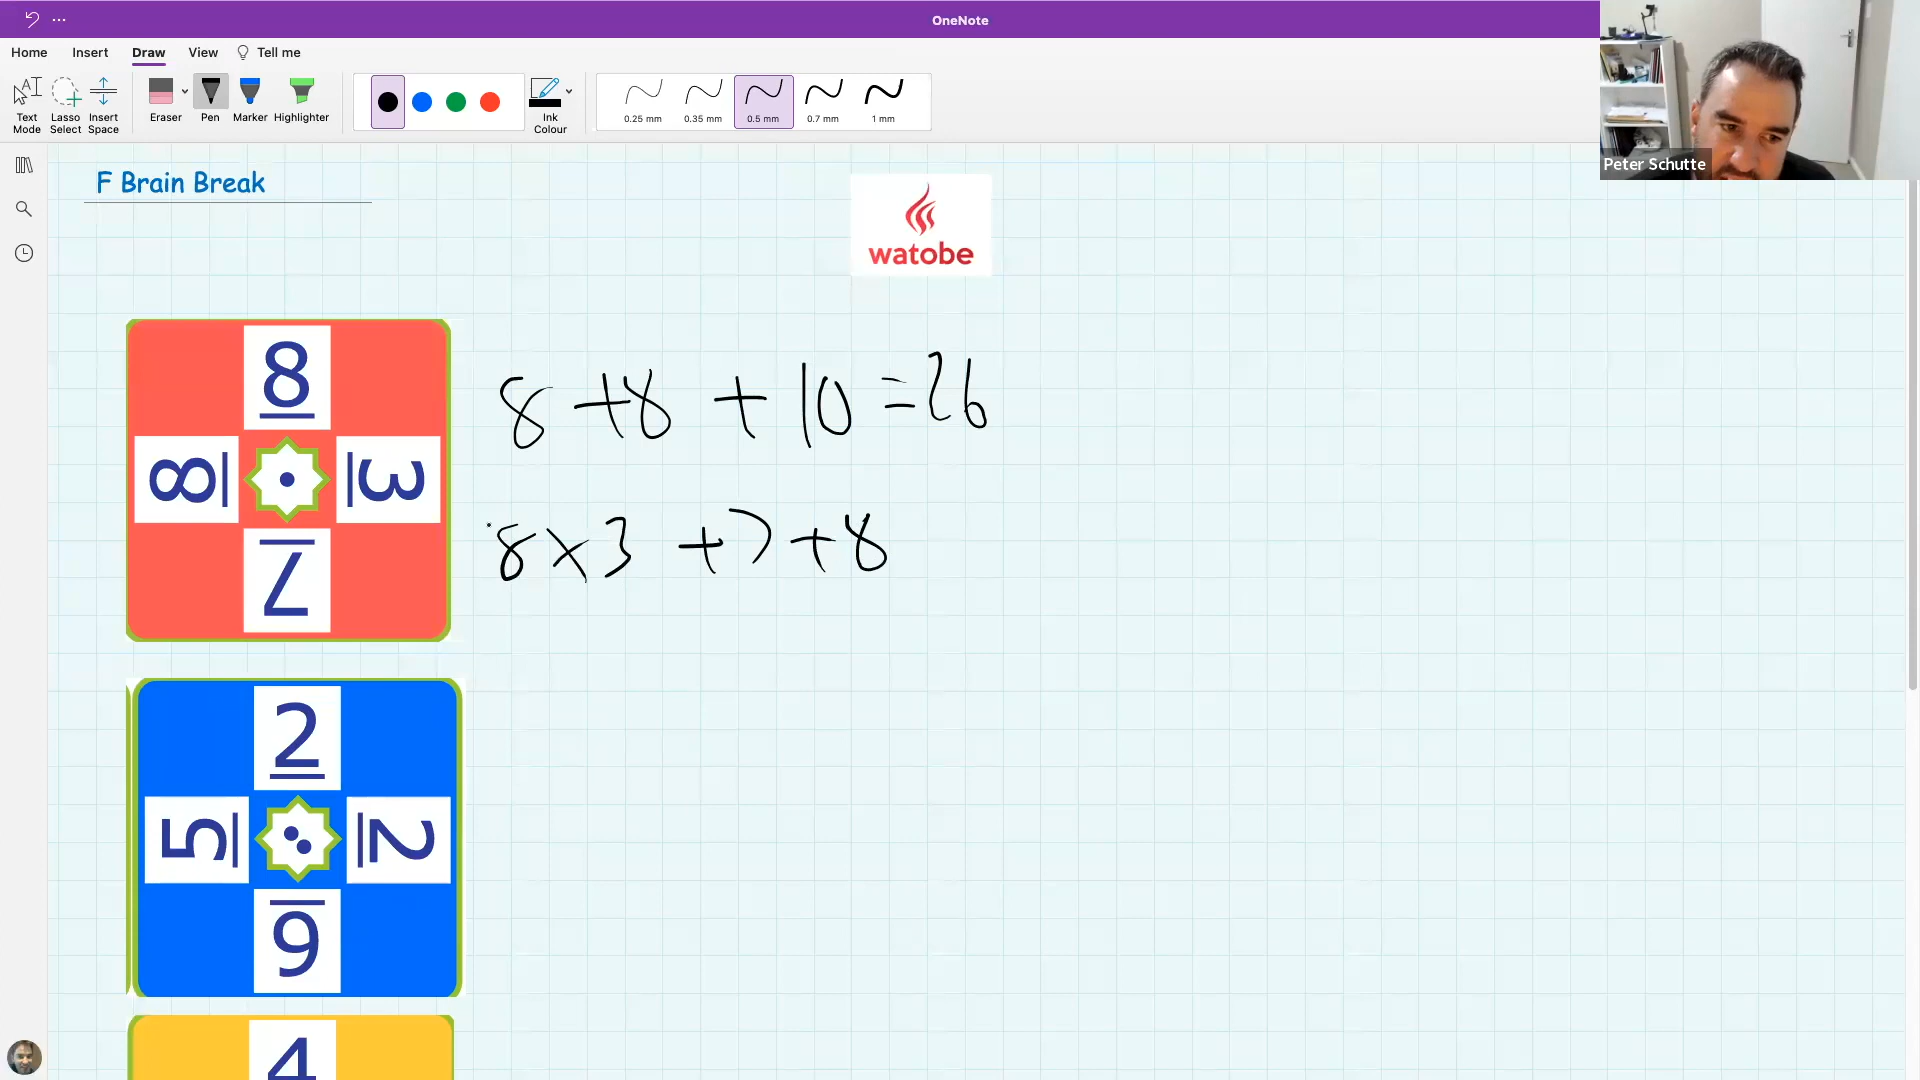 OneNote
Home Insert Draw View Tell me
Text Mode
Lasso Select
Insert Space
Eraser
Pen
Marker
Highlighter
Ink Colour
0.25 mm
0.35 mm
0.5 mm
0.7 mm
1 mm
Peter Schutte
F Brain Break
watobe
8
8
3
7
8 + 8 + 10 = 26
8 x 3 + 7 + 8
2
5
2
6
4